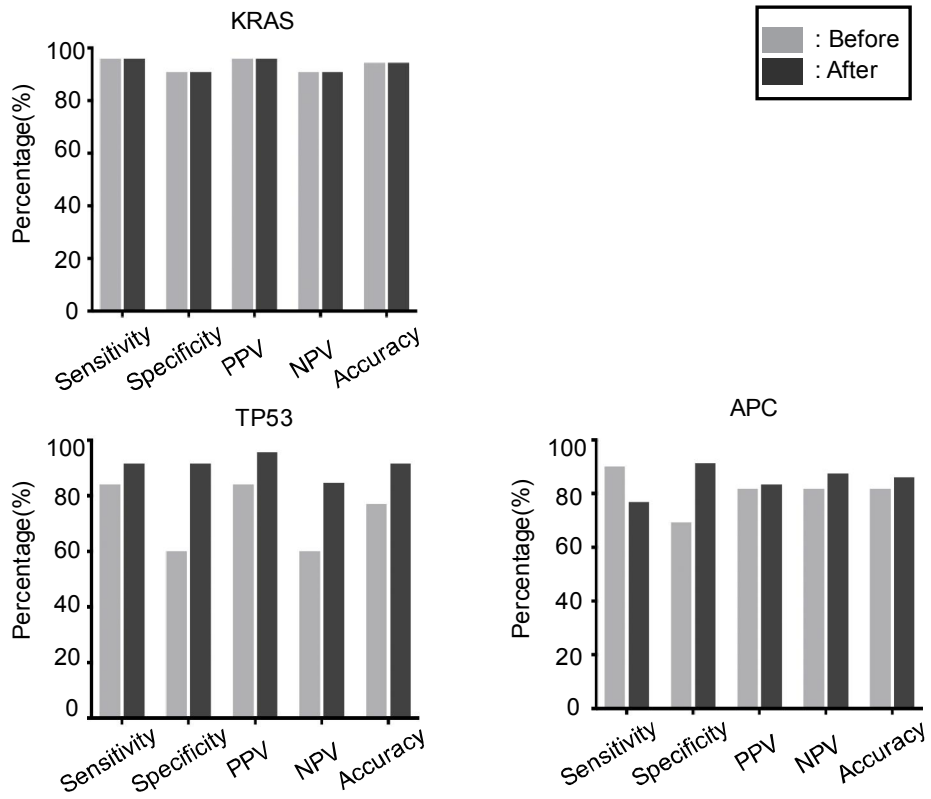 KRAS
: Before
: After
Percentage(%)
100
80
60
40
20
0
Sensitivity
Specificity
PPV
NPV
Accuracy
TP53
Percentage(%)
100
80
60
40
20
0
Sensitivity
Specificity
PPV
NPV
Accuracy
APC
Percentage(%)
100
80
60
40
20
0
Sensitivity
Specificity
PPV
NPV
Accuracy